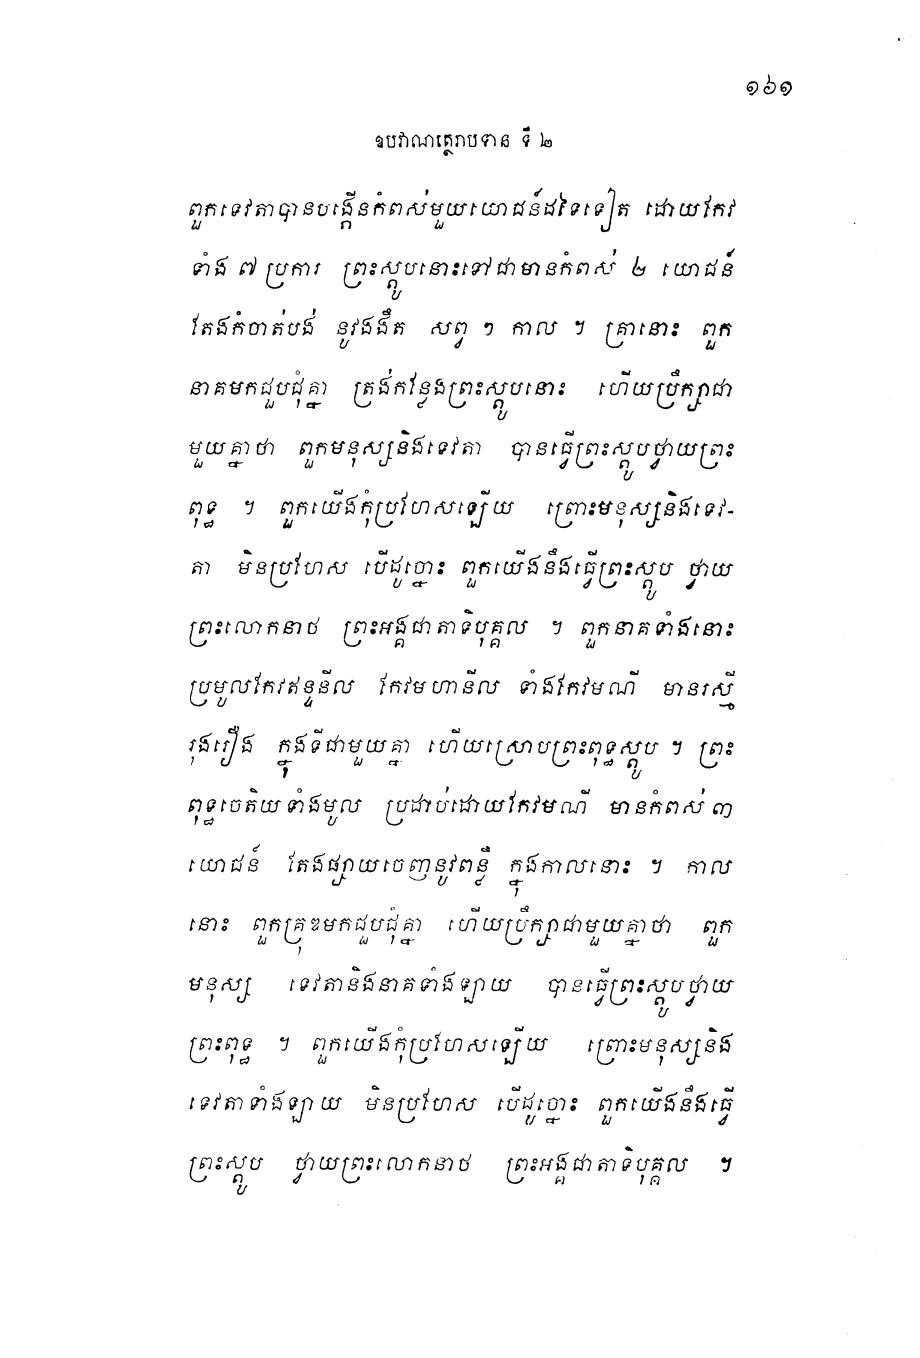 ១៦១
ឧបវាណត្ថេរាបទាន ទី ២
ពួកទេវតាបានបង្កើនកំពស់មួយយោជន៍ដទៃទៀត ដោយកែវ
ទាំង ៧ ប្រការ ព្រះស្តូបនោះទៅជាមានកំពស់ ២ យោជន៍
តែងកំចាត់បង់ នូវងងឹត សព្វ ៗ កាល ។ គ្រានោះ ពួក
នាគមកជួបជុំគ្នា ត្រង់កន្លែងព្រះស្តូបនោះ ហើយប្រឹក្សាជា
មួយគ្នាថា ពួកមនុស្សនិងទេវតា បានធ្វើព្រះស្តូបថ្វាយព្រះ
ពុទ្ធ ។ ពួកយើងកុំប្រហែសឡើយ ព្រោះមនុស្សនិងទេវ-
តា មិនប្រហែស បើដូច្នោះ ពួកយើងនឹងធ្វើព្រះស្តូប ថ្វាយ
ព្រះលោកនាថ ព្រះអង្គជាតាទិបុគ្គល ។ ពួកនាគទាំងនោះ
ប្រមូលកែវឥន្ទនីល កែវមហានីល ទាំងកែវមណី មានរស្មី
រុងរឿង ក្នុងទីជាមួយគ្នា ហើយស្រោបព្រះពុទ្ធស្តូប ។ ព្រះ
ពុទ្ធចេតិយទាំងមូល ប្រដាប់ដោយកែវមណី មានកំពស់ ៣
យោជន៍ តែងផ្សាយចេញនូវពន្លឺ ក្នុងកាលនោះ ។ កាល
នោះ ពួកគ្រុឌមកជួបជុំគ្នា ហើយប្រឹក្សាជាមួយគ្នាថា ពួក
មនុស្ស ទេវតានិងនាគទាំងឡាយ បានធ្វើព្រះស្តូបថ្វាយ
ព្រះពុទ្ធ ។ ពួកយើងកុំប្រហែសឡើយ ព្រោះមនុស្សនិង
ទេវតាទាំងឡាយ មិនប្រហែស បើដូច្នោះ ពួកយើងនឹងធ្វើ
ព្រះស្តូប ថ្វាយព្រះលោកនាថ ព្រះអង្គជាតាទិបុគ្គល ។